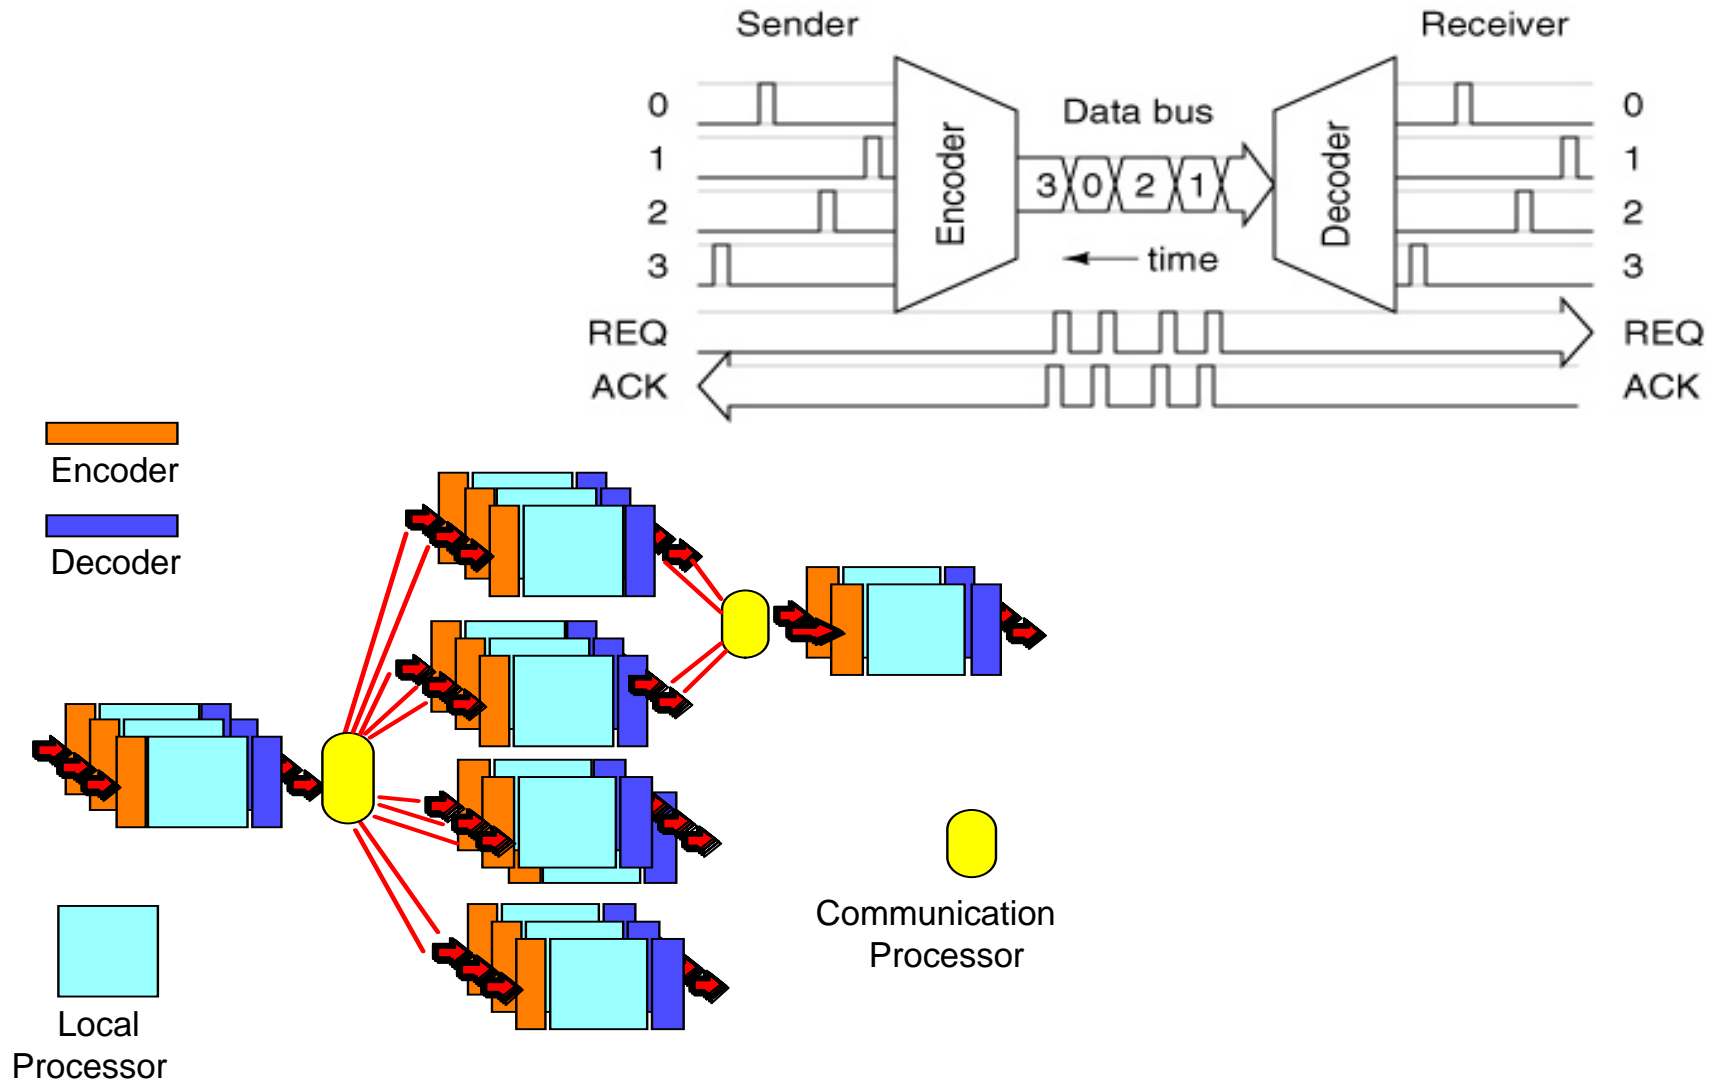 Sender
Receiver
0
0
Data bus
1
1
Encoder
3 0 2 1
Decoder
2
2
time
3
3
REQ
REQ
ACK
ACK
Encoder
Decoder
Communication
Processor
Local
Processor